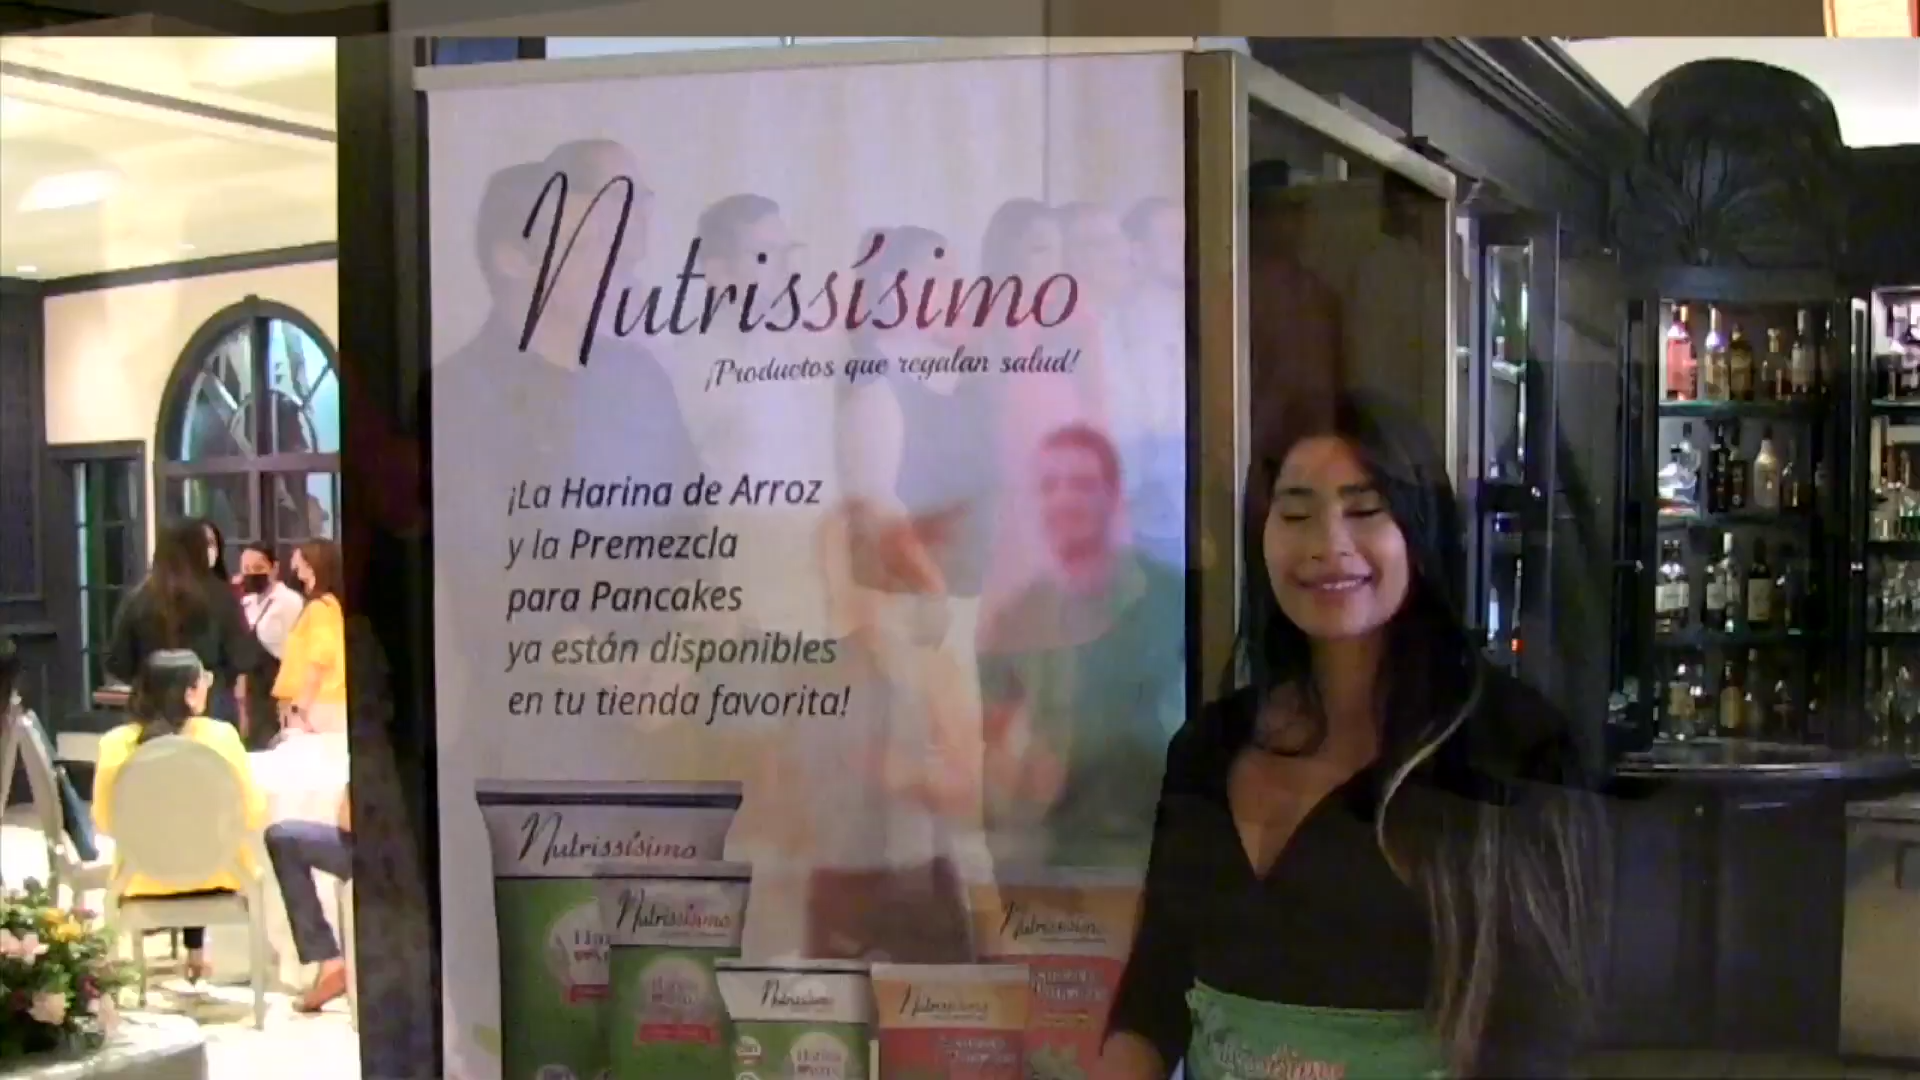 Nutrissísimo
¡Productos que regalan salud!
¡La Harina de Arroz
y la Premezcla
para Pancakes
ya están disponibles
en tu tienda favorita!
Nutrissísimo
Nutrissísimo
Nutrissísimo
Nutrissísimo
Nutrissísimo
Nutrissísimo